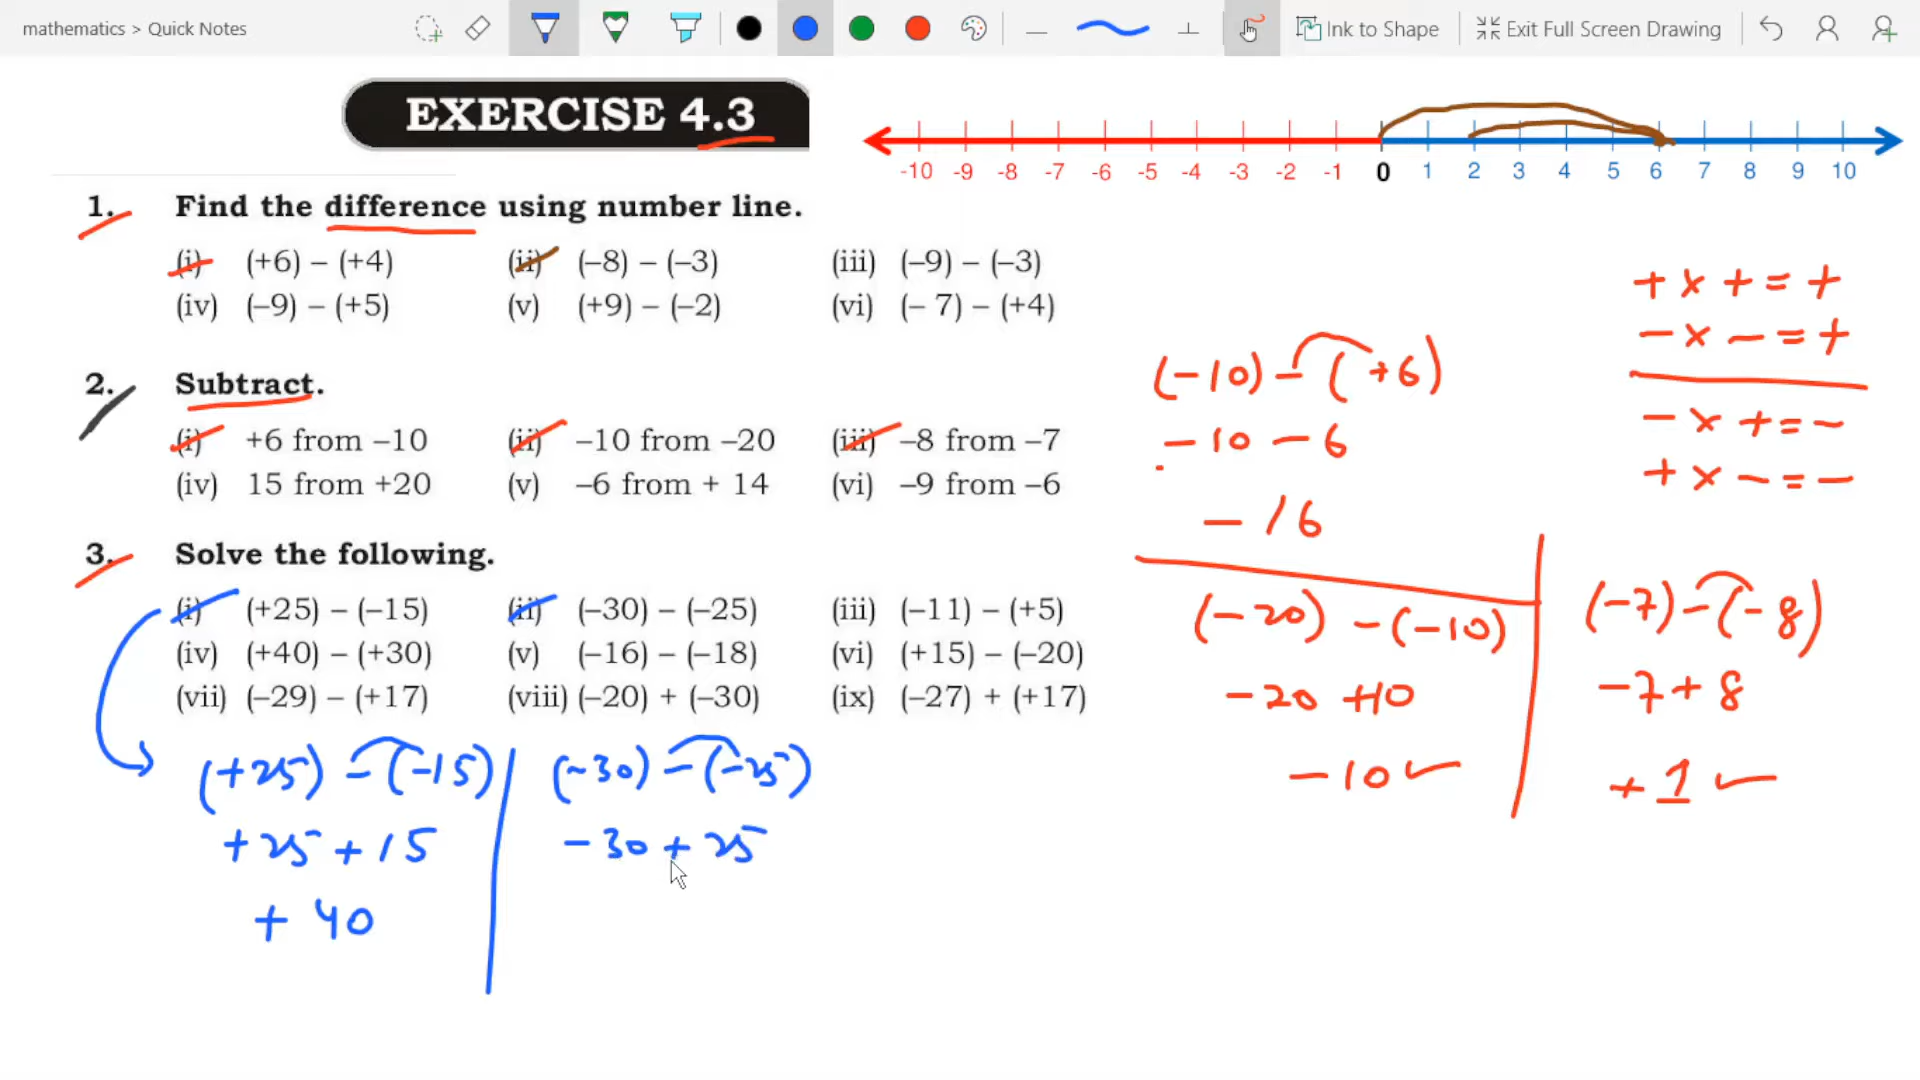 mathematics > Quick Notes
Ink to Shape
Exit Full Screen Drawing
EXERCISE 4.3
-10 -9 -8 -7 -6 -5 -4 -3 -2 -1 0 1 2 3 4 5 6 7 8 9 10
1. Find the difference using number line.
(i) (+6) – (+4) (ii) (–8) – (–3) (iii) (–9) – (–3)
(iv) (–9) – (+5) (v) (+9) – (–2) (vi) (– 7) – (+4)
2. Subtract.
(i) +6 from –10 (ii) –10 from –20 (iii) –8 from –7
(iv) 15 from +20 (v) –6 from + 14 (vi) –9 from –6
3. Solve the following.
(i) (+25) – (–15) (ii) (–30) – (–25) (iii) (–11) – (+5)
(iv) (+40) – (+30) (v) (–16) – (–18) (vi) (+15) – (–20)
(vii) (–29) – (+17) (viii) (–20) + (–30) (ix) (–27) + (+17)
(+25) – (–15)
+25 + 15
+ 40
(–30) – (–25)
– 30 + 25
(–10) – (+6)
– 10 – 6
– 16
(–20) – (–10)
– 20 +10
– 10
(–7) – (–8)
– 7 + 8
+ 1
+ × + = +
– × – = +
– × + = –
+ × – = –